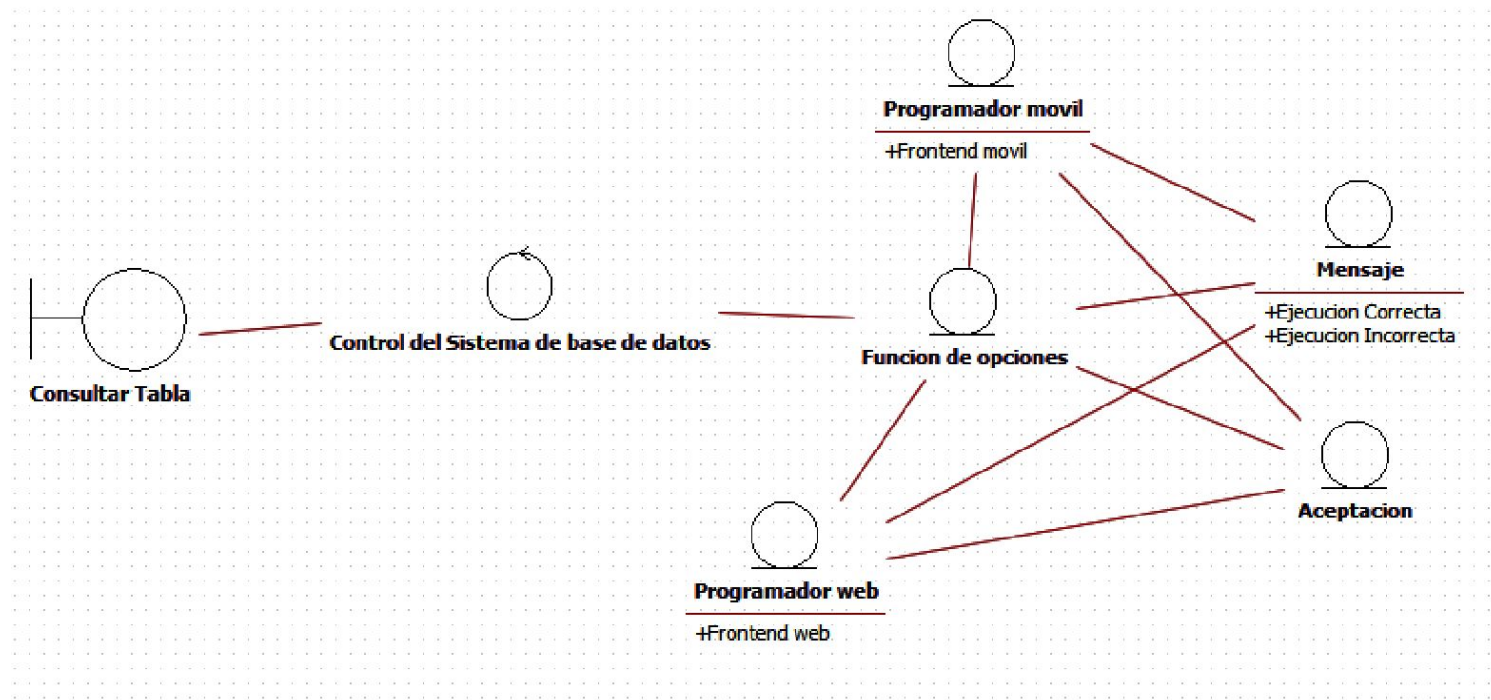 Programador movil
+Frontend movil
Mensaje
+Ejecucion Correcta
+Ejecucion Incorrecta
Control del Sistema de base de datos
Funcion de opciones
Consultar Tabla
Aceptacion
Programador web
+Frontend web